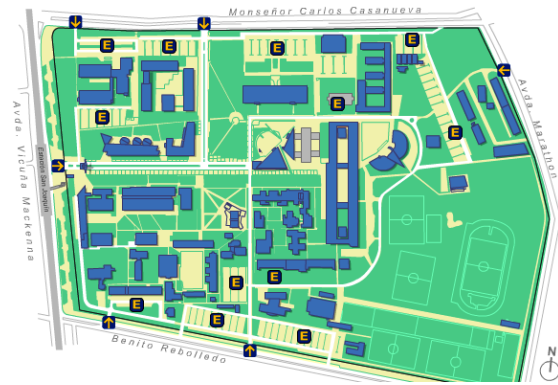 Monseñor Carlos Casanueva
E
E
E
E
E
E
E
Avda. Vicuña Mackenna
Estación San Joaquín
Avda. Marathon
E
E
E
E
E
Benito Rebolledo
N